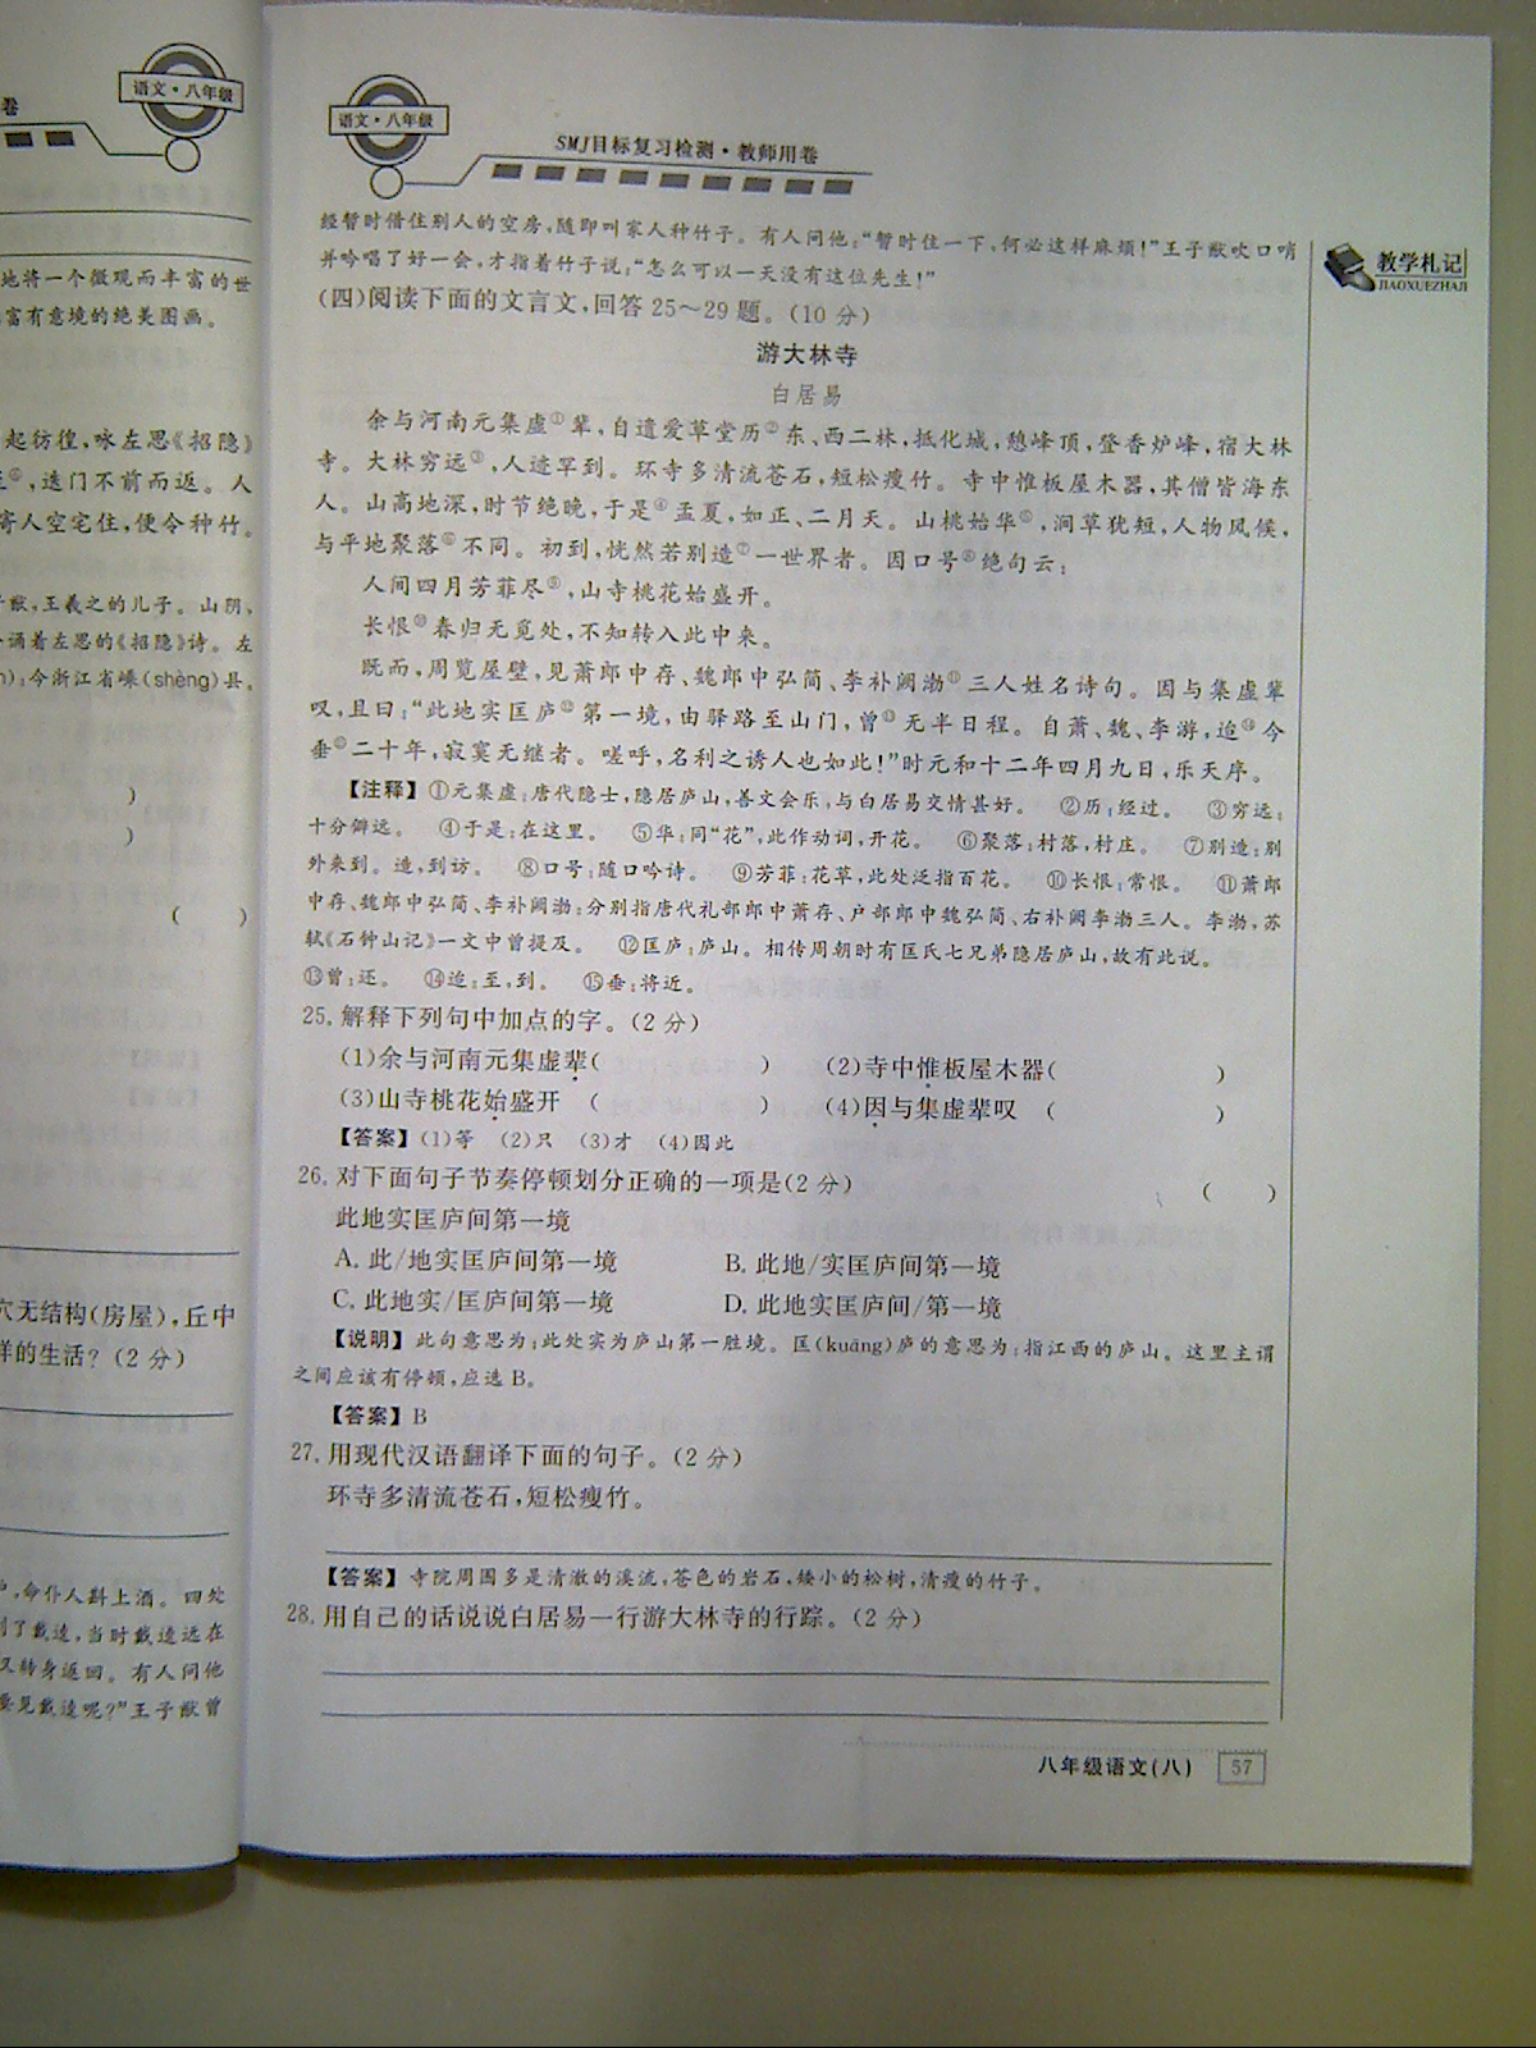 卷
语文·八年级
地将一个微观而丰富的世
富有意境的绝美图画。
起彷徨,咏左思《招隐》
,造门不前而返。人
寄人空宅住,便令种竹。
猷,王羲之的儿子。山阴、
诵着左思的《招隐》诗。左
):今浙江省嵊(shèng)县。
)
)
( )
穴无结构(房屋),丘中
样的生活?(2分)
,命仆人斟上酒。四处
到了戴逵,当时戴逵远在
又转身返回。有人问他
要见戴逵呢?”王子猷曾
语文·八年级
SMJ目标复习检测·教师用卷
教学札记
JIAOXUEZHAJI
经暂时借住别人的空房,随即叫家人种竹子。有人问他:“暂时住一下,何必这样麻烦!”王子猷吹口哨
并吟唱了好一会,才指着竹子说:“怎么可以一天没有这位先生!”
(四)阅读下面的文言文,回答25~29题。(10分)
游大林寺
白居易
余与河南元集虚①辈,自遗爱草堂历②东、西二林,抵化城,憩峰顶,登香炉峰,宿大林
寺。大林穷远③,人迹罕到。环寺多清流苍石,短松瘦竹。寺中惟板屋木器,其僧皆海东
人。山高地深,时节绝晚,于是④孟夏,如正、二月天。山桃始华⑤,涧草犹短,人物风候,
与平地聚落⑥不同。初到,恍然若别造⑦一世界者。因口号⑧绝句云:
人间四月芳菲尽⑨,山寺桃花始盛开。
长恨⑩春归无觅处,不知转入此中来。
既而,周览屋壁,见萧郎中存、魏郎中弘简、李补阙渤⑪三人姓名诗句。因与集虚辈
叹,且曰:“此地实匡庐⑫第一境,由驿路至山门,曾⑬无半日程。自萧、魏、李游,迨⑭今
垂⑮二十年,寂寞无继者。嗟呼,名利之诱人也如此!”时元和十二年四月九日,乐天序。
【注释】①元集虚:唐代隐士,隐居庐山,善文会乐,与白居易交情甚好。 ②历:经过。 ③穷远:
十分僻远。 ④于是:在这里。 ⑤华:同“花”,此作动词,开花。 ⑥聚落:村落,村庄。 ⑦别造:别
外来到。造,到访。 ⑧口号:随口吟诗。 ⑨芳菲:花草,此处泛指百花。 ⑩长恨:常恨。 ⑪萧郎
中存、魏郎中弘简、李补阙渤:分别指唐代礼部郎中萧存、户部郎中魏弘简、右补阙李渤三人。李渤,苏
轼《石钟山记》一文中曾提及。 ⑫匡庐:庐山。相传周朝时有匡氏七兄弟隐居庐山,故有此说。
⑬曾:还。 ⑭迨:至,到。 ⑮垂:将近。
25. 解释下列句中加点的字。(2分)
(1)余与河南元集虚辈( ) (2)寺中惟板屋木器( )
(3)山寺桃花始盛开 ( ) (4)因与集虚辈叹 ( )
【答案】(1)等 (2)只 (3)才 (4)因此
26. 对下面句子节奏停顿划分正确的一项是(2分) ( )
此地实匡庐间第一境
A. 此/地实匡庐间第一境 B. 此地/实匡庐间第一境
C. 此地实/匡庐间第一境 D. 此地实匡庐间/第一境
【说明】此句意思为:此处实为庐山第一胜境。匡(kuāng)庐的意思为:指江西的庐山。这里主谓
之间应该有停顿,应选B。
【答案】B
27. 用现代汉语翻译下面的句子。(2分)
环寺多清流苍石,短松瘦竹。
【答案】寺院周围多是清澈的溪流,苍色的岩石,矮小的松树,清瘦的竹子。
28. 用自己的话说说白居易一行游大林寺的行踪。(2分)
八年级语文(八) 57